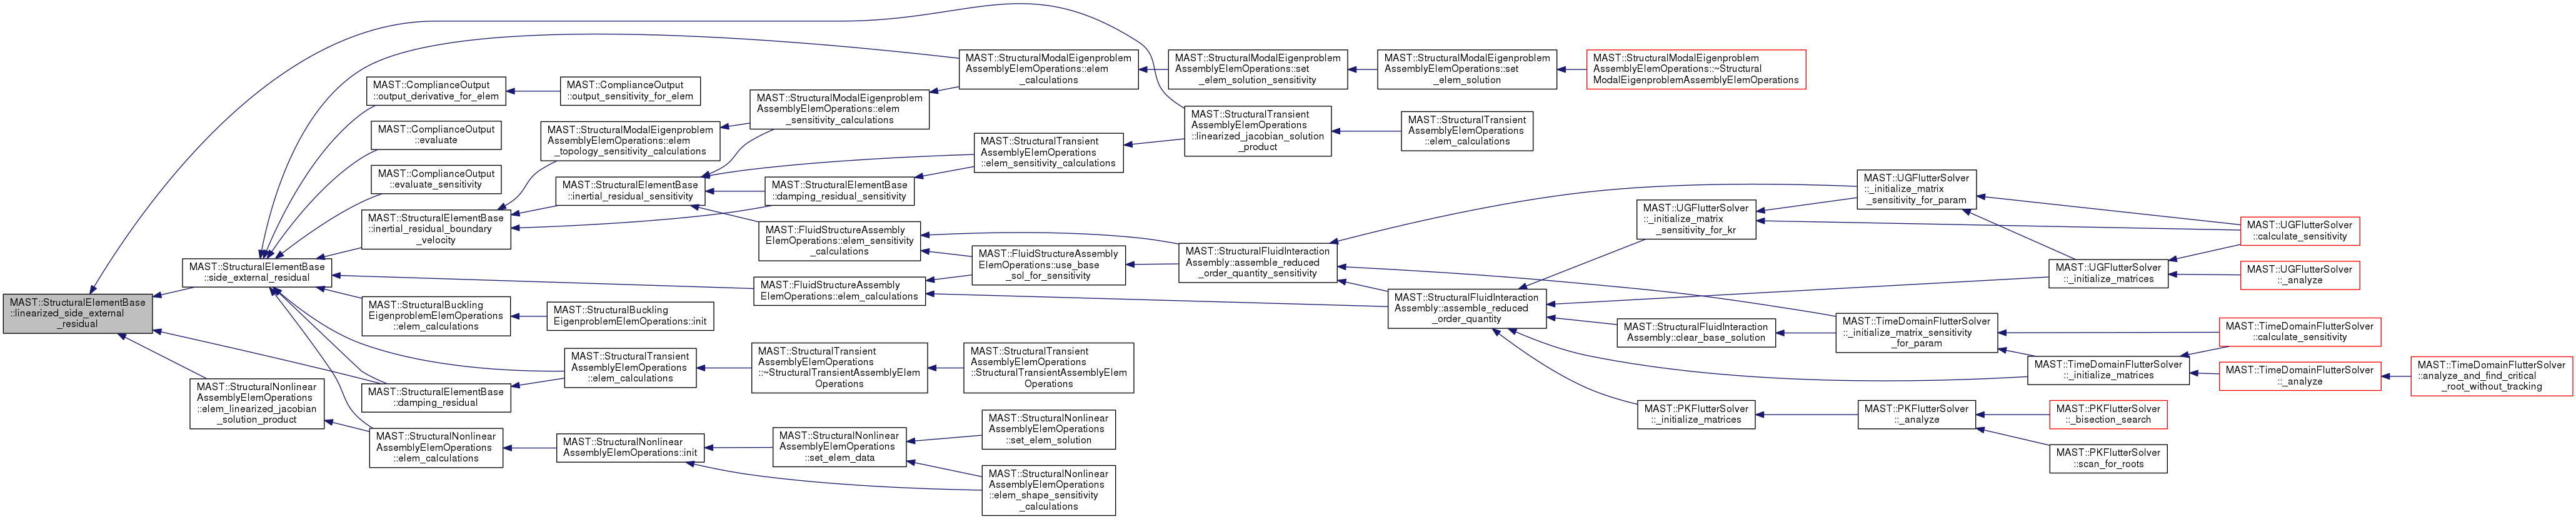 MAST::StructuralElementBase
::linearized_side_external
_residual
MAST::StructuralElementBase
::side_external_residual
MAST::StructuralNonlinear
AssemblyElemOperations
::elem_linearized_jacobian
_solution_product
MAST::ComplianceOutput
::output_derivative_for_elem
MAST::ComplianceOutput
::evaluate
MAST::ComplianceOutput
::evaluate_sensitivity
MAST::StructuralElementBase
::inertial_residual_boundary
_velocity
MAST::StructuralBuckling
EigenproblemElemOperations
::elem_calculations
MAST::StructuralElementBase
::damping_residual
MAST::StructuralNonlinear
AssemblyElemOperations
::elem_calculations
MAST::ComplianceOutput
::output_sensitivity_for_elem
MAST::StructuralModalEigenproblem
AssemblyElemOperations::elem
_topology_sensitivity_calculations
MAST::StructuralElementBase
::inertial_residual_sensitivity
MAST::StructuralBuckling
EigenproblemElemOperations::init
MAST::StructuralTransient
AssemblyElemOperations
::elem_calculations
MAST::StructuralNonlinear
AssemblyElemOperations::init
MAST::StructuralModalEigenproblem
AssemblyElemOperations::elem
_sensitivity_calculations
MAST::StructuralElementBase
::damping_residual_sensitivity
MAST::FluidStructureAssembly
ElemOperations::elem_sensitivity
_calculations
MAST::FluidStructureAssembly
ElemOperations::elem_calculations
MAST::StructuralTransient
AssemblyElemOperations
::~StructuralTransientAssemblyElem
Operations
MAST::StructuralNonlinear
AssemblyElemOperations
::set_elem_data
MAST::StructuralModalEigenproblem
AssemblyElemOperations::elem
_calculations
MAST::StructuralTransient
AssemblyElemOperations
::elem_sensitivity_calculations
MAST::FluidStructureAssembly
ElemOperations::use_base
_sol_for_sensitivity
MAST::StructuralTransient
AssemblyElemOperations
::StructuralTransientAssemblyElem
Operations
MAST::StructuralNonlinear
AssemblyElemOperations
::set_elem_solution
MAST::StructuralNonlinear
AssemblyElemOperations
::elem_shape_sensitivity
_calculations
MAST::StructuralModalEigenproblem
AssemblyElemOperations::set
_elem_solution_sensitivity
MAST::StructuralTransient
AssemblyElemOperations
::linearized_jacobian_solution
_product
MAST::StructuralFluidInteraction
Assembly::assemble_reduced
_order_quantity_sensitivity
MAST::StructuralModalEigenproblem
AssemblyElemOperations::set
_elem_solution
MAST::StructuralTransient
AssemblyElemOperations
::elem_calculations
MAST::StructuralFluidInteraction
Assembly::assemble_reduced
_order_quantity
MAST::StructuralModalEigenproblem
AssemblyElemOperations::~Structural
ModalEigenproblemAssemblyElemOperations
MAST::UGFlutterSolver
::_initialize_matrix
_sensitivity_for_kr
MAST::StructuralFluidInteraction
Assembly::clear_base_solution
MAST::PKFlutterSolver
::_initialize_matrices
MAST::UGFlutterSolver
::_initialize_matrix
_sensitivity_for_param
MAST::TimeDomainFlutterSolver
::_initialize_matrix_sensitivity
_for_param
MAST::PKFlutterSolver
::_analyze
MAST::UGFlutterSolver
::_initialize_matrices
MAST::TimeDomainFlutterSolver
::_initialize_matrices
MAST::PKFlutterSolver
::_bisection_search
MAST::PKFlutterSolver
::scan_for_roots
MAST::UGFlutterSolver
::calculate_sensitivity
MAST::UGFlutterSolver
::_analyze
MAST::TimeDomainFlutterSolver
::calculate_sensitivity
MAST::TimeDomainFlutterSolver
::_analyze
MAST::TimeDomainFlutterSolver
::analyze_and_find_critical
_root_without_tracking